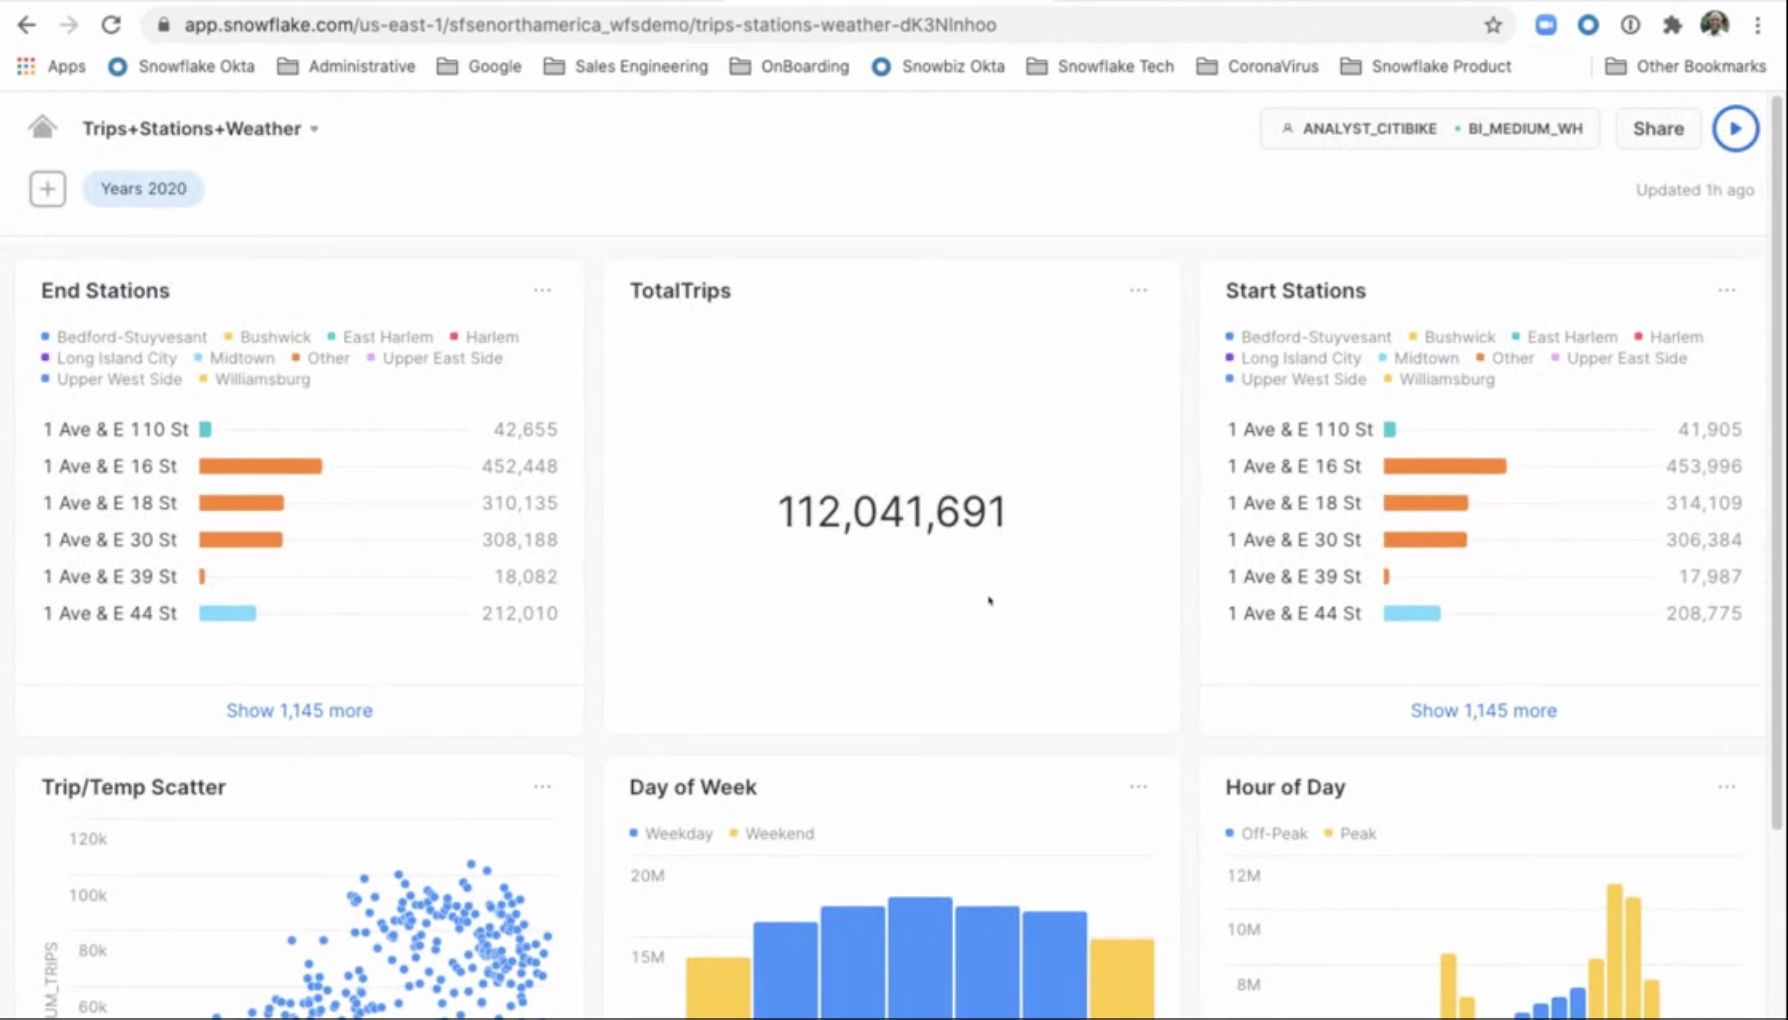 app.snowflake.com/us-east-1/sfsenorthamerica_wfsdemo/trips-stations-weather-dK3NlNhoo
Apps Snowflake Okta Administrative Google Sales Engineering OnBoarding Snowbiz Okta Snowflake Tech CoronaVirus Snowflake Product Other Bookmarks
Trips+Stations+Weather ANALYST_CITIBIKE BI_MEDIUM_WH Share
Years 2020 Updated 1h ago
End Stations
Bedford-Stuyvesant Bushwick East Harlem Harlem
Long Island City Midtown Other Upper East Side
Upper West Side Williamsburg
1 Ave & E 110 St 42,655
1 Ave & E 16 St 452,448
1 Ave & E 18 St 310,135
1 Ave & E 30 St 308,188
1 Ave & E 39 St 18,082
1 Ave & E 44 St 212,010
Show 1,145 more
TotalTrips
112,041,691
Start Stations
Bedford-Stuyvesant Bushwick East Harlem Harlem
Long Island City Midtown Other Upper East Side
Upper West Side Williamsburg
1 Ave & E 110 St 41,905
1 Ave & E 16 St 453,996
1 Ave & E 18 St 314,109
1 Ave & E 30 St 306,384
1 Ave & E 39 St 17,987
1 Ave & E 44 St 208,775
Show 1,145 more
Trip/Temp Scatter
120k
100k
80k
60k
UM_TRIPS
Day of Week
Weekday Weekend
20M
15M
Hour of Day
Off-Peak Peak
12M
10M
8M